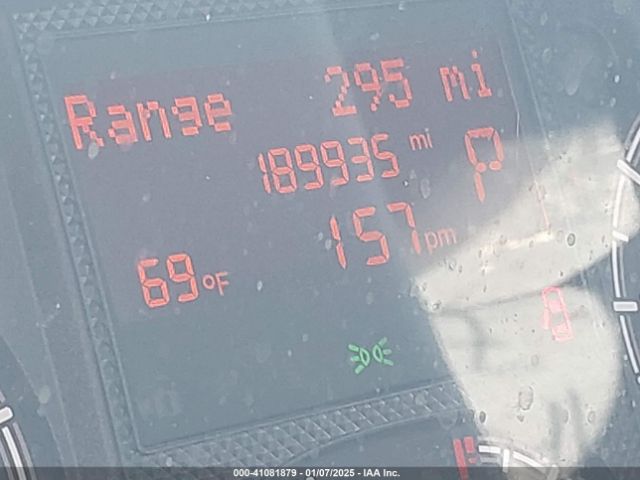 Range 295 mi
189935 mi P
157 pm
69°F
000-41081879 - 01/07/2025 - IAA Inc.